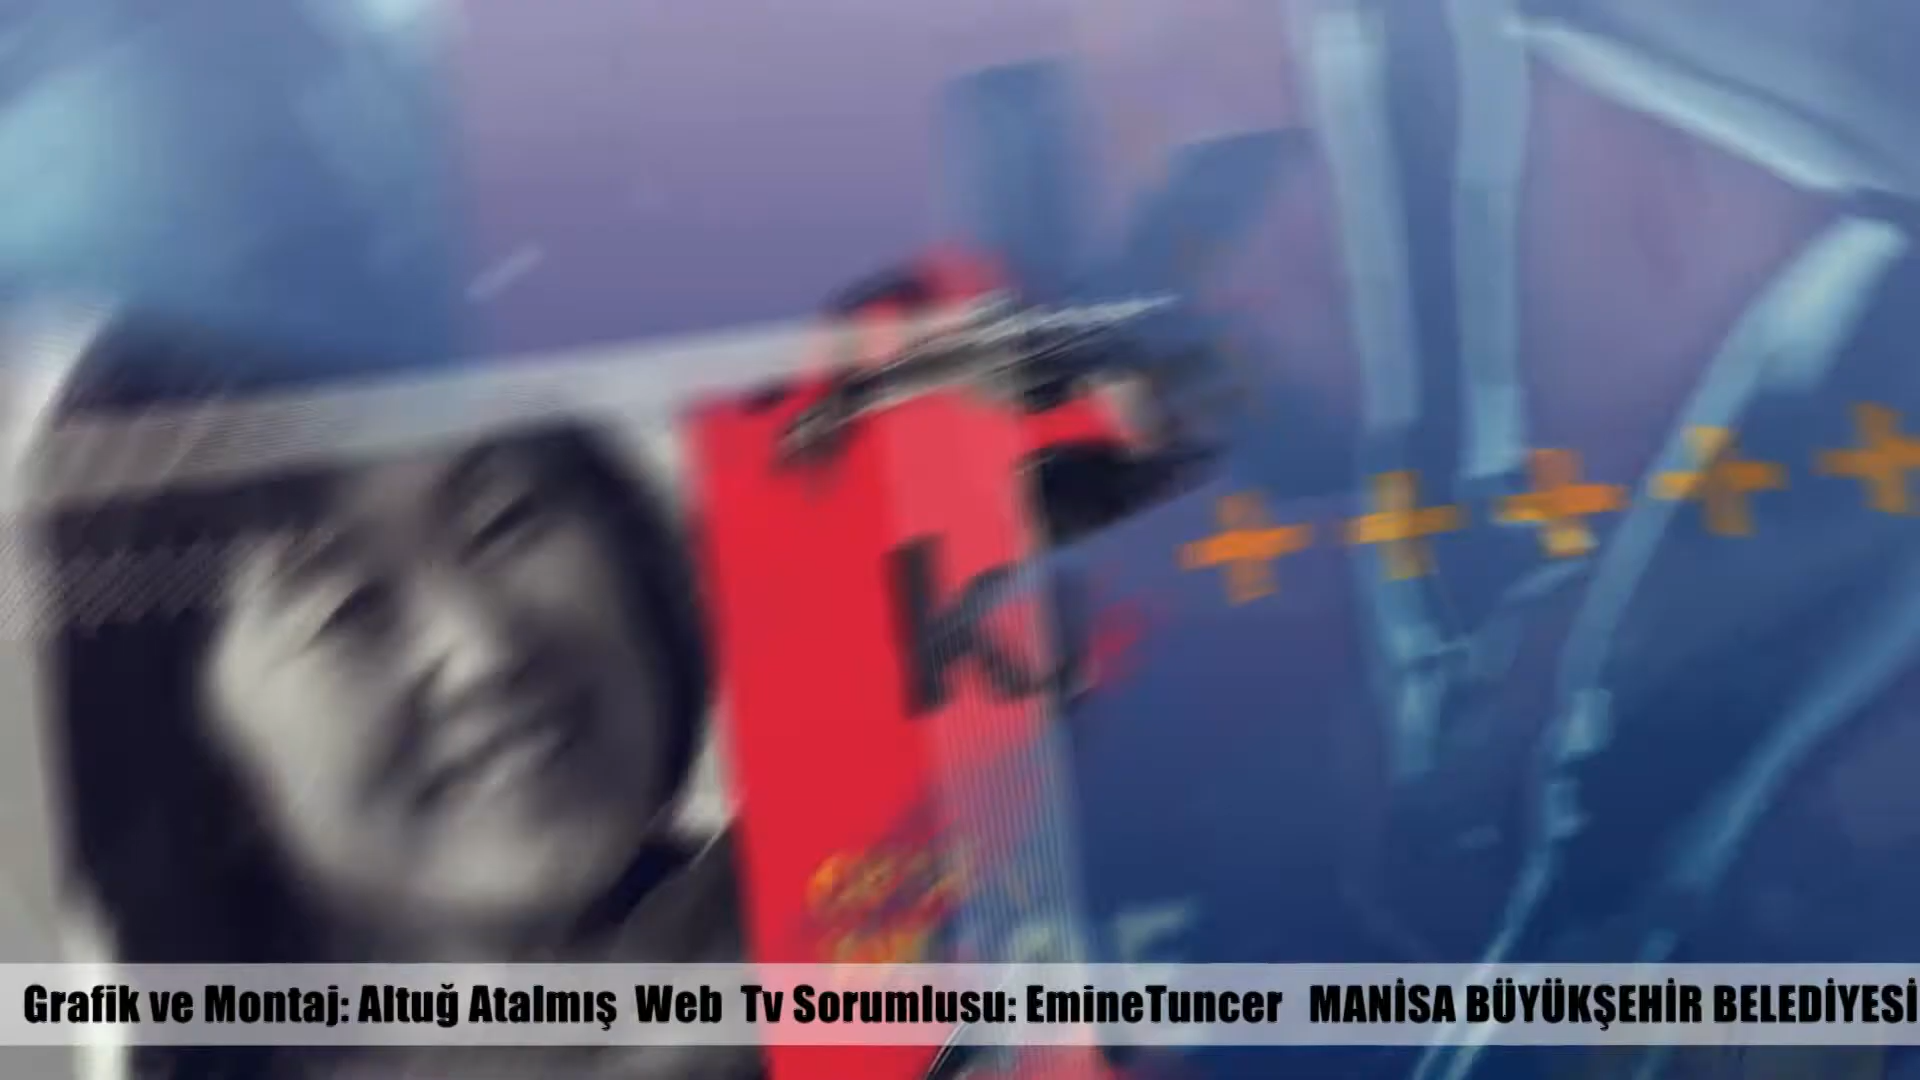 k
Grafik ve Montaj: Altuğ Atalmış Web Tv Sorumlusu: EmineTuncer MANİSA BÜYÜKŞEHİR BELEDİYESİ